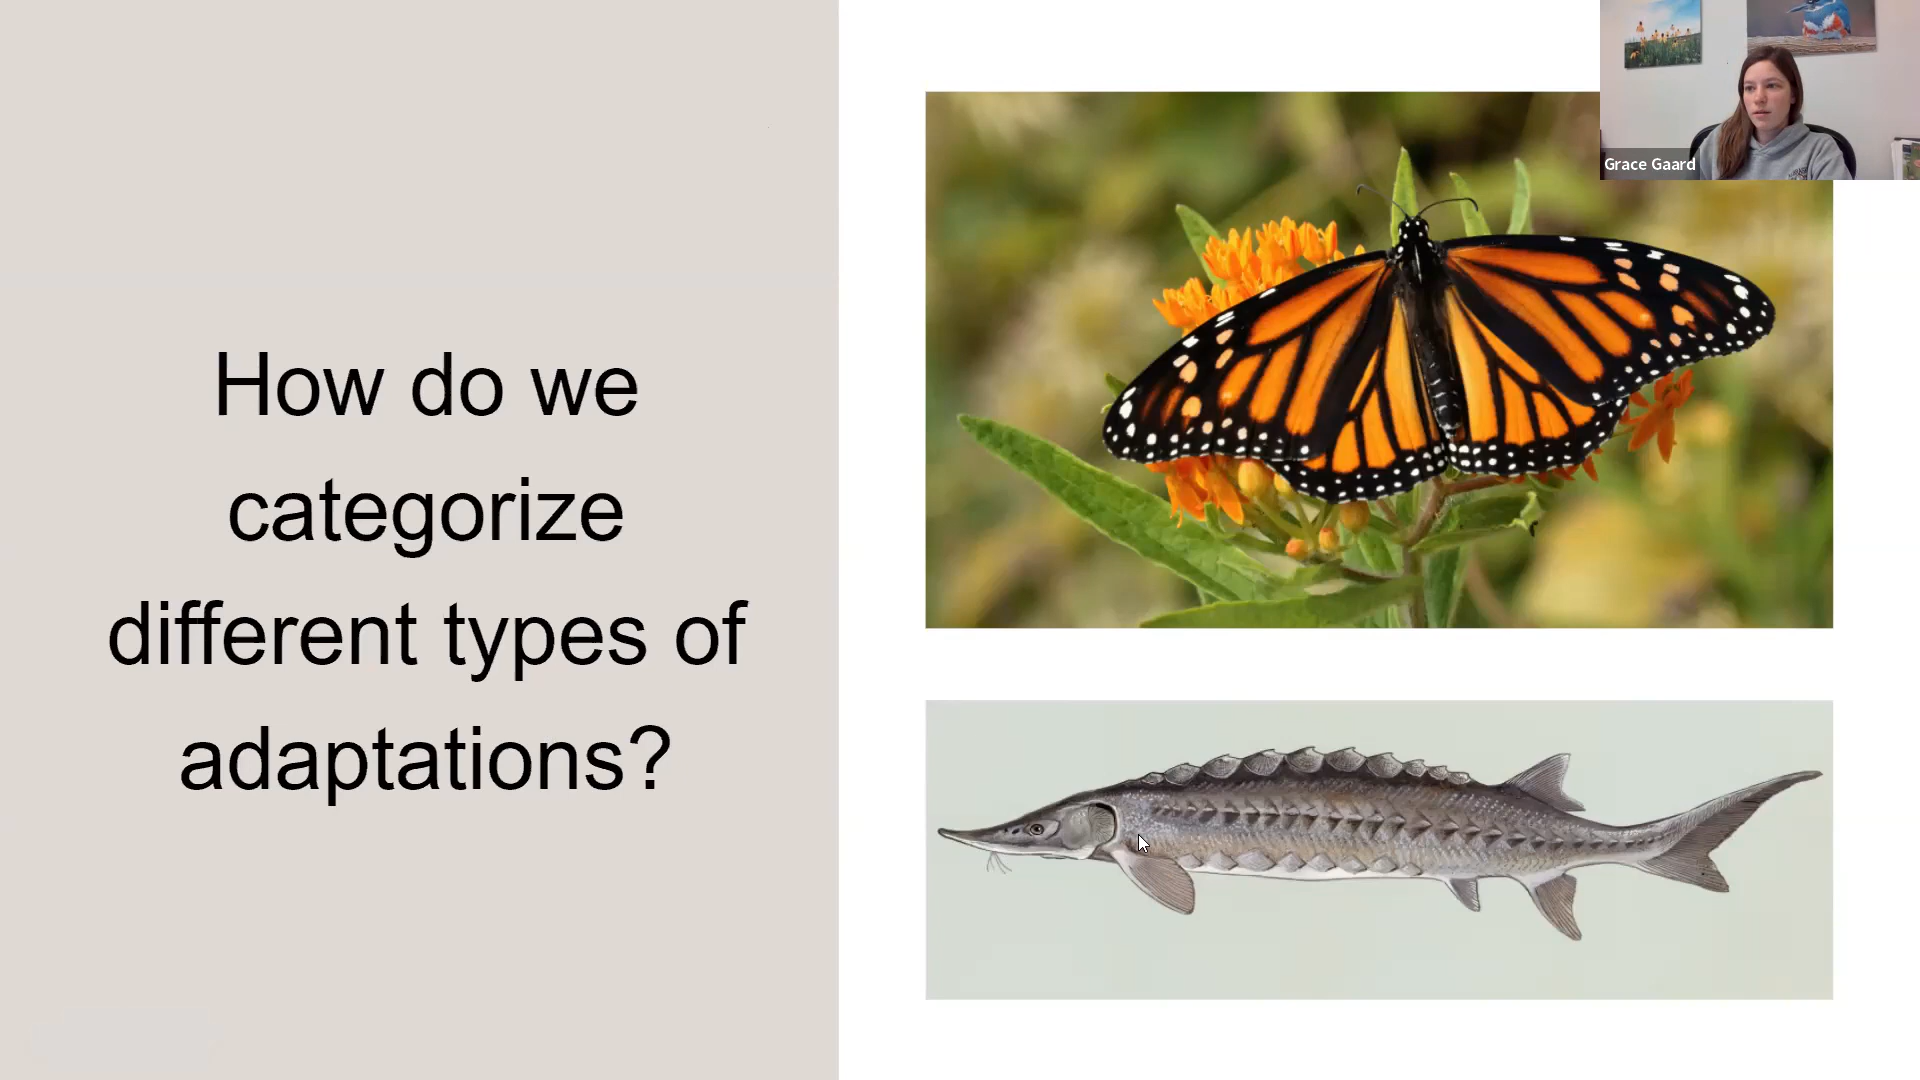 How do we
categorize
different types of
adaptations?
Grace Gaard